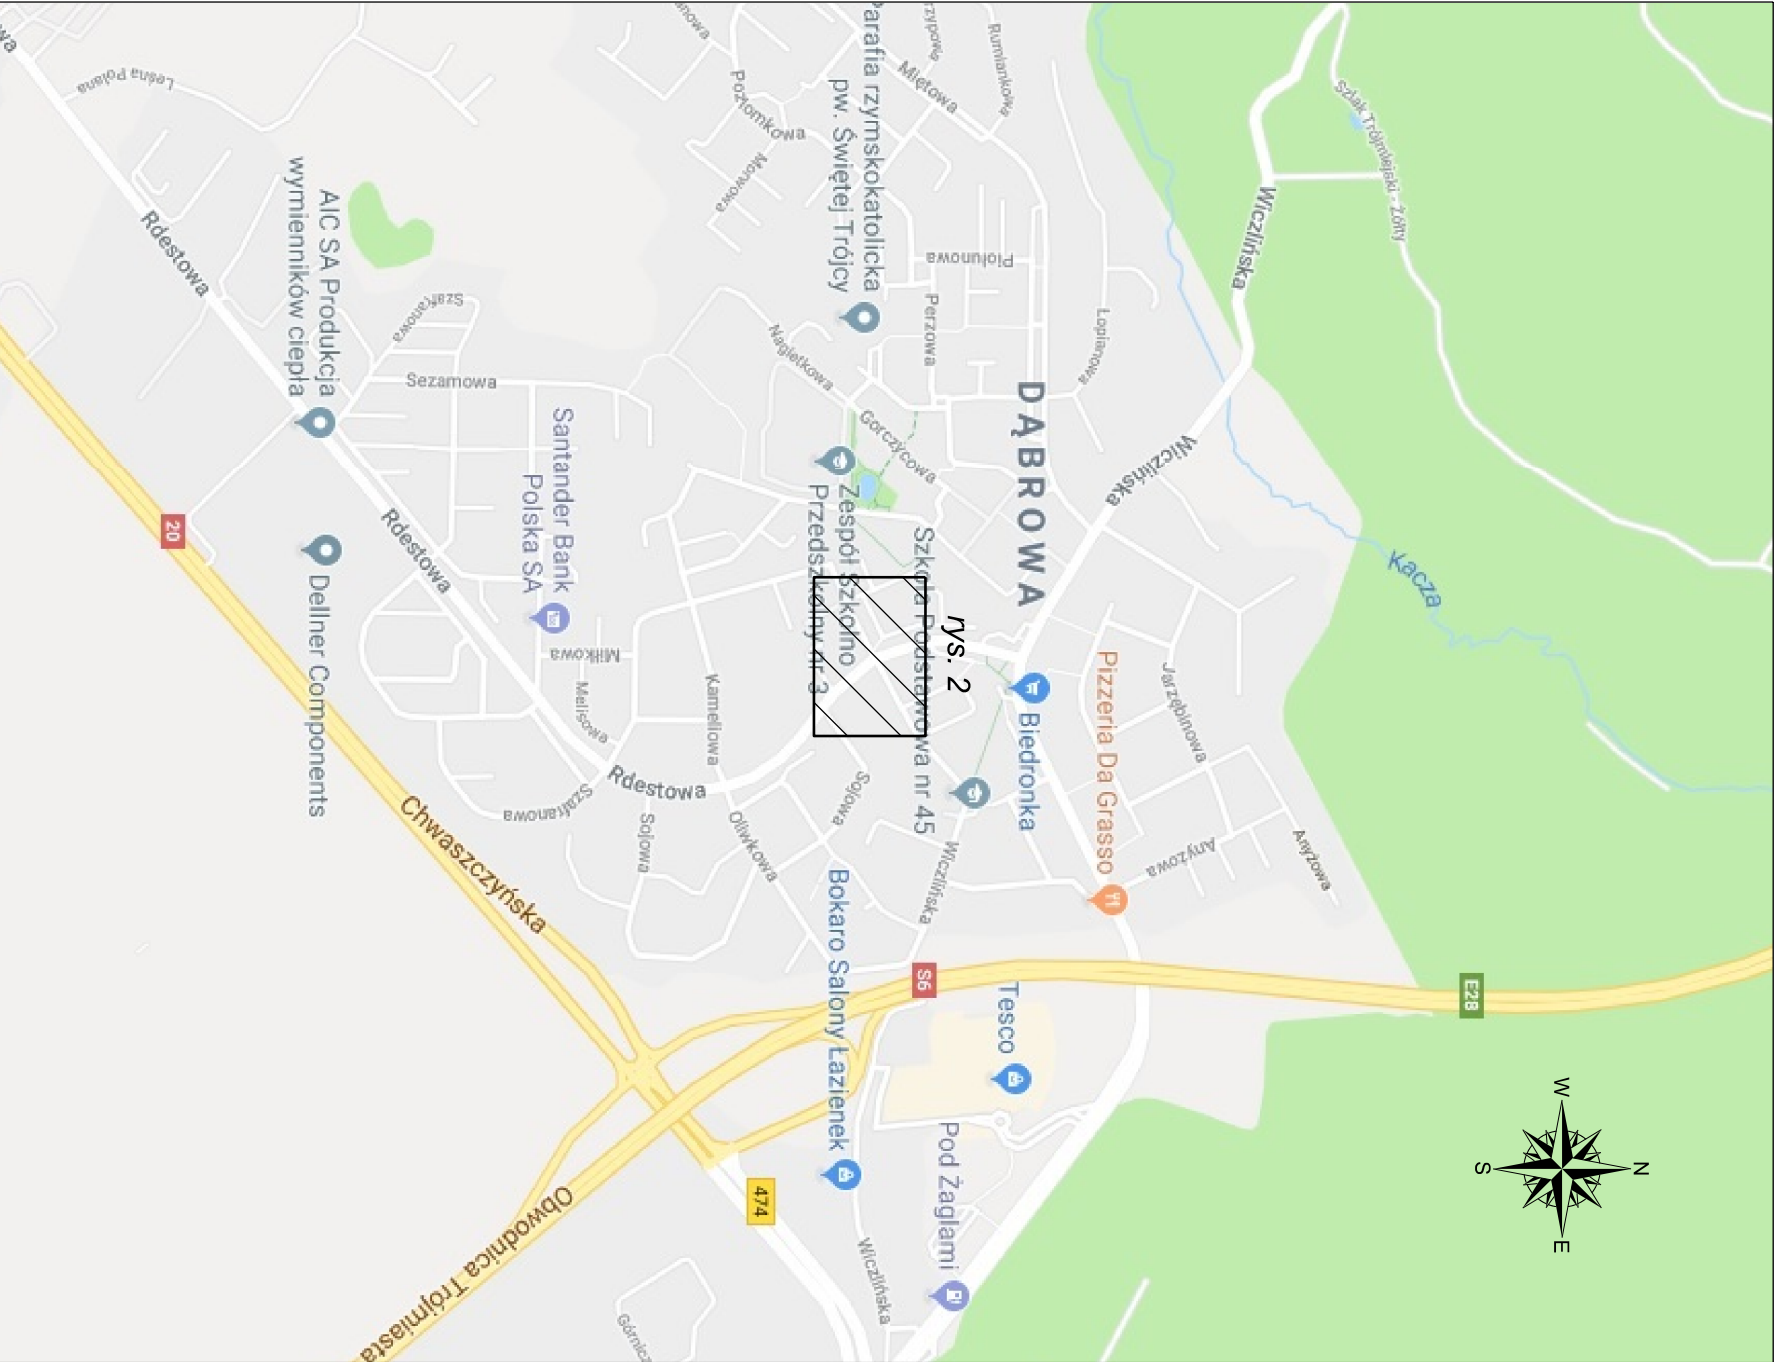 Kacza
Szlak Trójmiejski - Żółty
Wiczlińska
Wiczlińska
E28
N
W
E
S
Anyżowa
Anyżowa
Jarzębinowa
Pizzeria Da Grasso
Łopianowa
Rumiankowa
DĄBROWA
Biedronka
Tesco
Piołunowa
Miętowa
Perzowa
rys. 2
Pod Żaglami
Szkoła Podstawowa nr 45
Wiczlińska
S6
Gorczycowa
Parafia rzymskokatolicka
pw. Świętej Trójcy
Zespół Szkolno
Przedszkolny nr 3
Nagietkowa
Sojowa
Bokaro Salony Łazienek
Wiczlińska
Poziomkowa
Morwowa
Oliwkowa
474
Kameliowa
Rdestowa
Sojowa
Miłkowa
Melisowa
Szafranowa
Santander Bank
Polska SA
Sezamowa
Szafranowa
Obwodnica Trójmiasta
Rdestowa
Chwaszczyńska
AIC SA Produkcja
wymienników ciepła
Dellner Components
Rdestowa
20
Leśna Polana